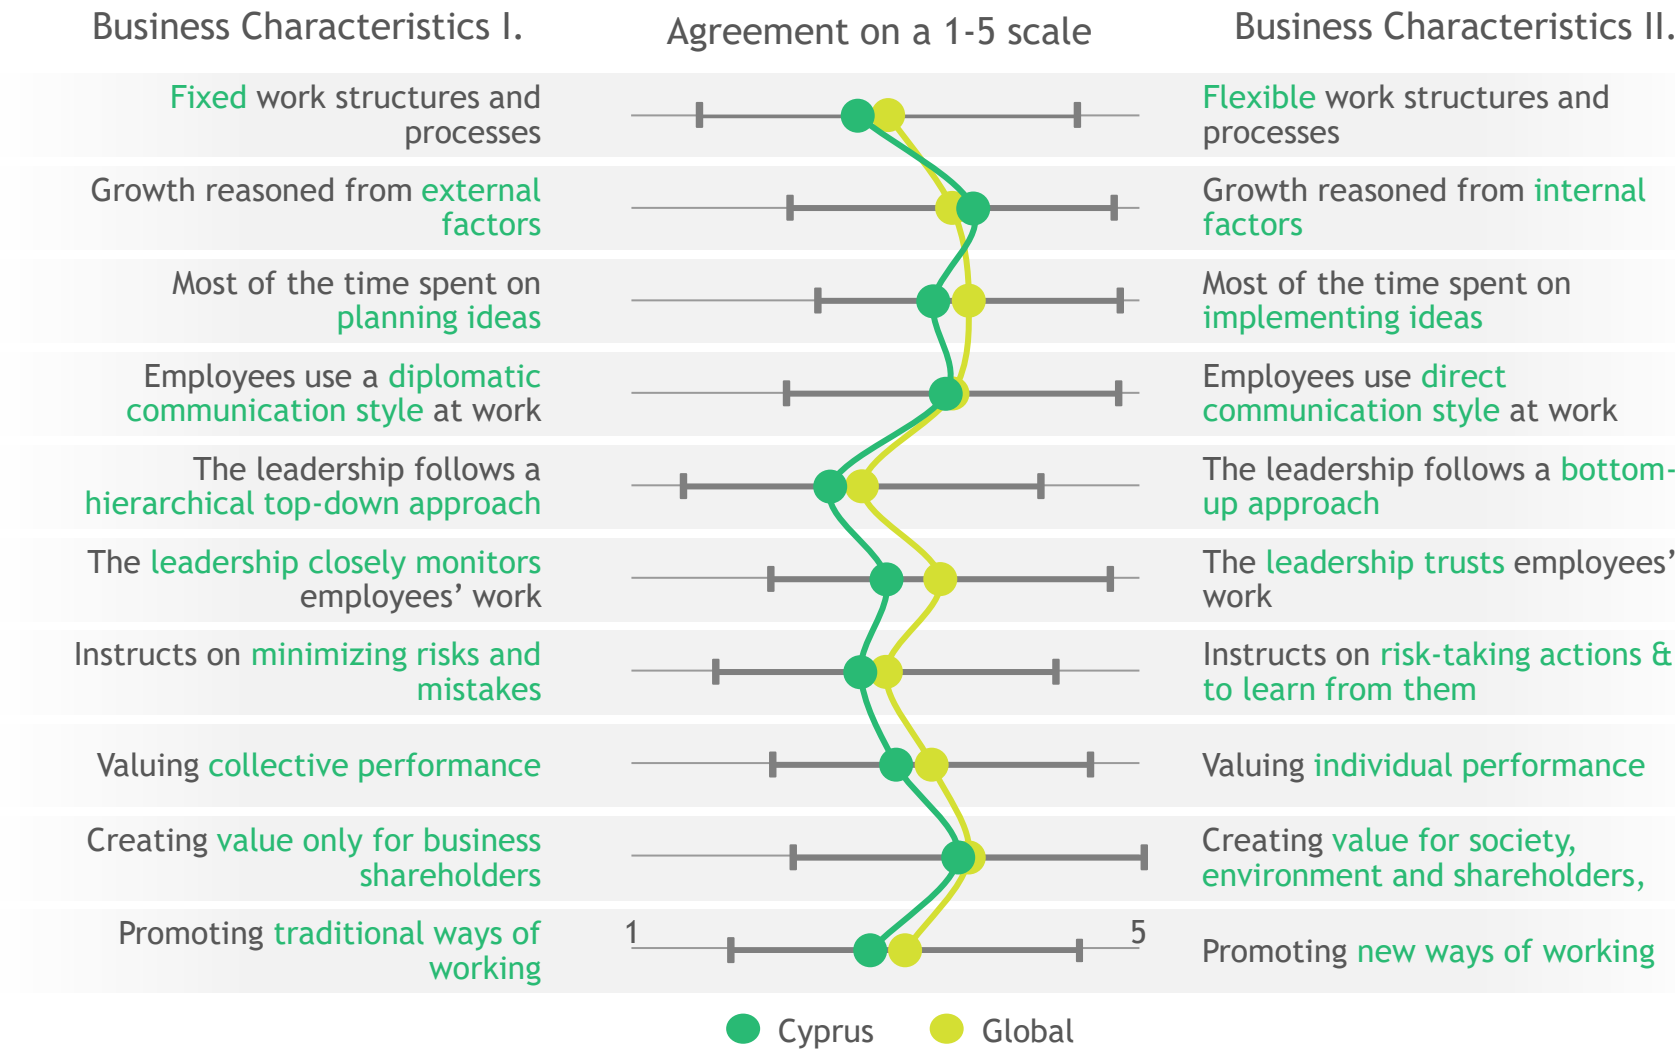 Business Characteristics I.
Agreement on a 1-5 scale
Business Characteristics II.
Fixed work structures and
processes
Flexible work structures and
processes
Growth reasoned from external
factors
Growth reasoned from internal
factors
Most of the time spent on
planning ideas
Most of the time spent on
implementing ideas
Employees use a diplomatic
communication style at work
Employees use direct
communication style at work
The leadership follows a
hierarchical top-down approach
The leadership follows a bottom-
up approach
The leadership closely monitors
employees’ work
The leadership trusts employees’
work
Instructs on minimizing risks and
mistakes
Instructs on risk-taking actions &
to learn from them
Valuing collective performance
Valuing individual performance
Creating value only for business
shareholders
Creating value for society,
environment and shareholders,
Promoting traditional ways of
working
1
5
Promoting new ways of working
Cyprus
Global